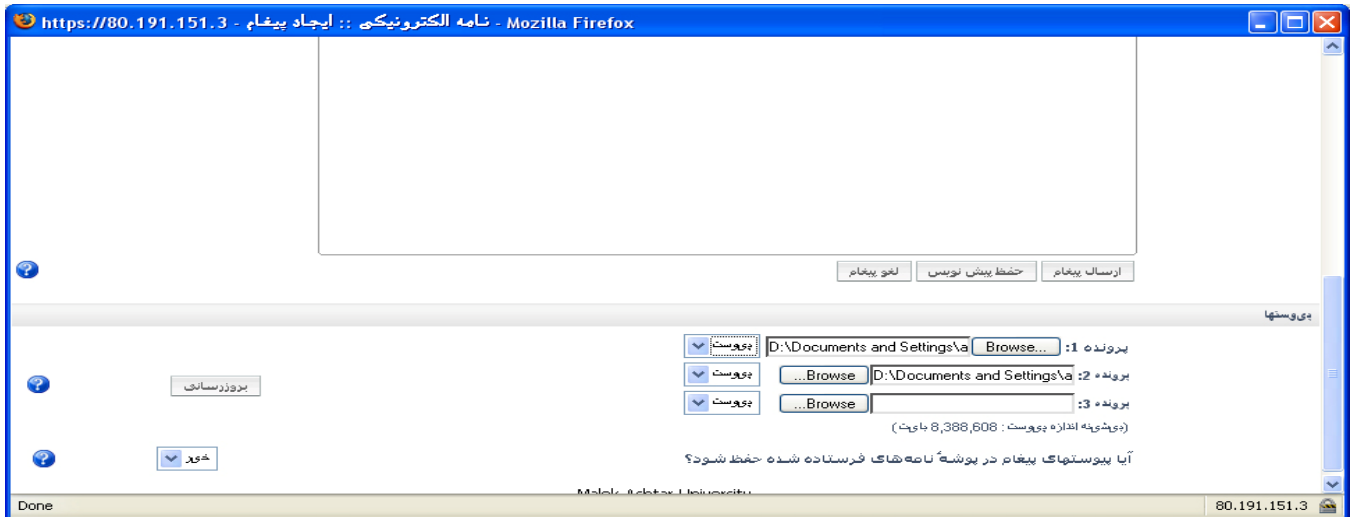 https://80.191.151.3 - نامه الکترونیکی :: ایجاد پیغام - Mozilla Firefox
ارسال پیغام حفظ پیش نویس لغو پیغام
پیوستها
پرونده 1: Browse... D:\Documents and Settings\a پیوست
پرونده 2: D:\Documents and Settings\a Browse... پیوست
بروزرسانی
پرونده 3: Browse... پیوست
(بیشینه اندازه پیوست : 8,388,608 بایت)
آیا پیوستهای پیغام در پوشهٔ نامه‌های فرستاده شده حفظ شود؟ خیر
Malek Ashtar University
Done 80.191.151.3